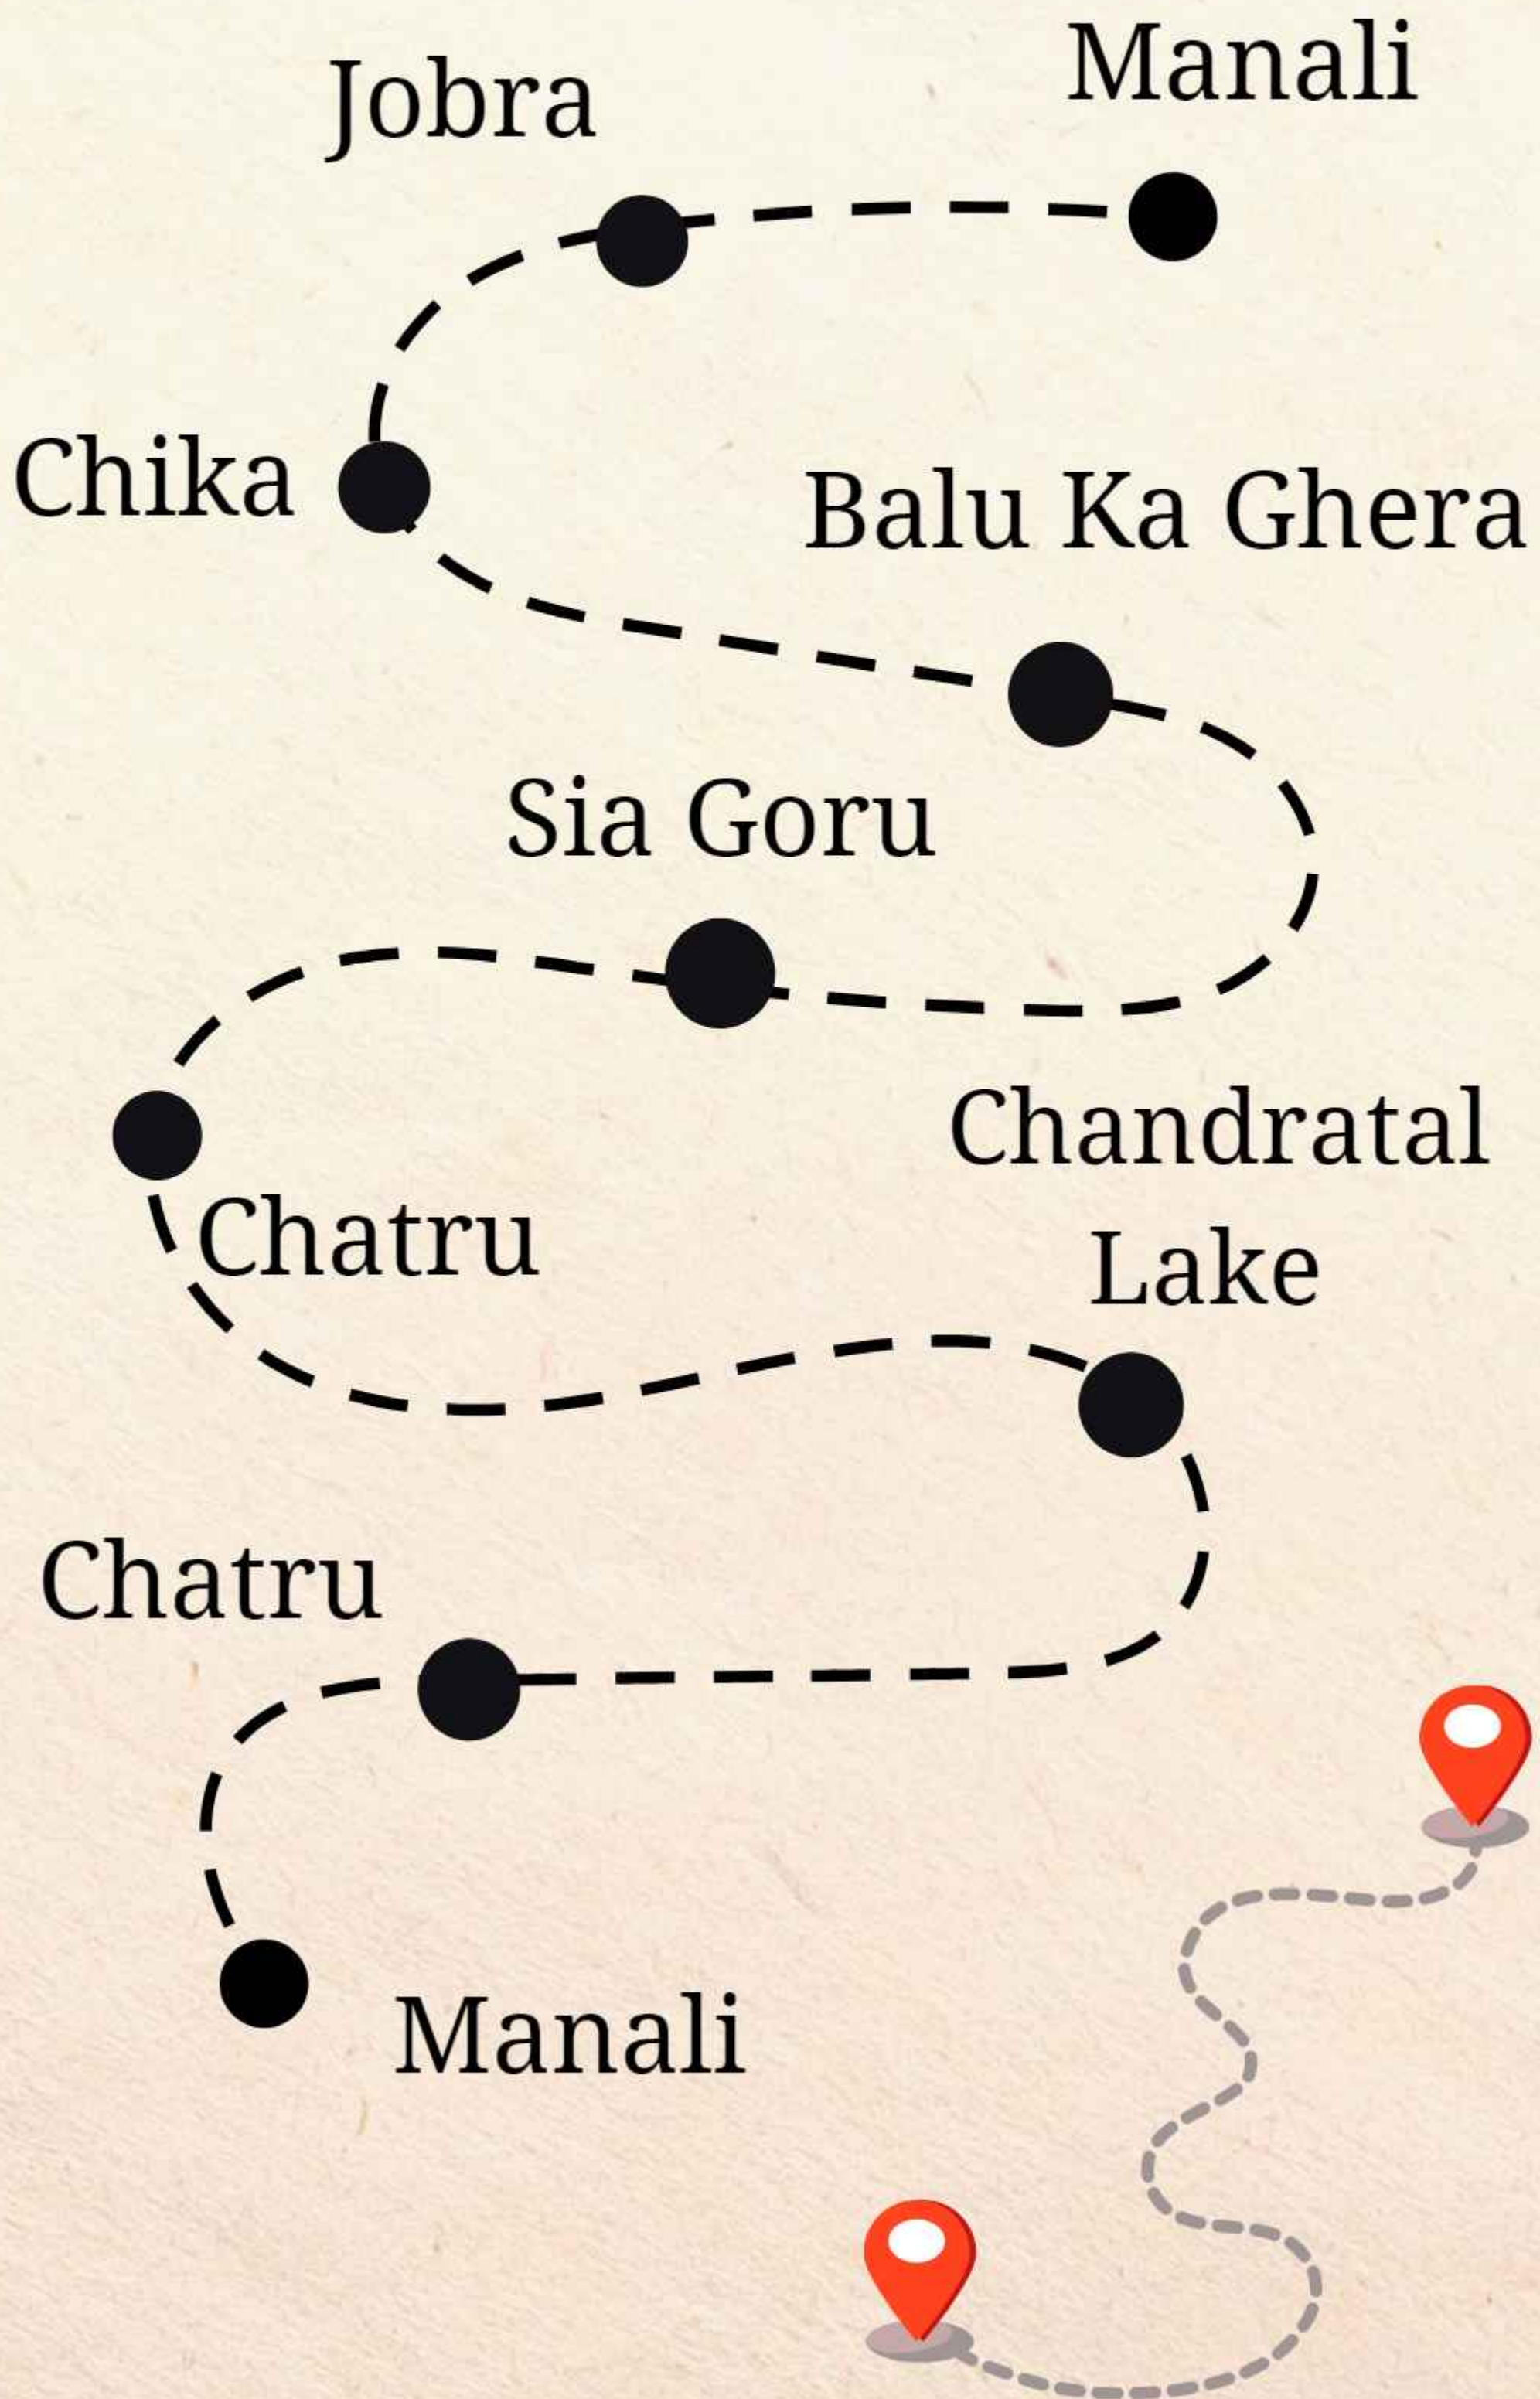 Manali
Jobra
Chika
Balu Ka Ghera
Sia Goru
Chatru
Chandratal
Lake
Chatru
Manali